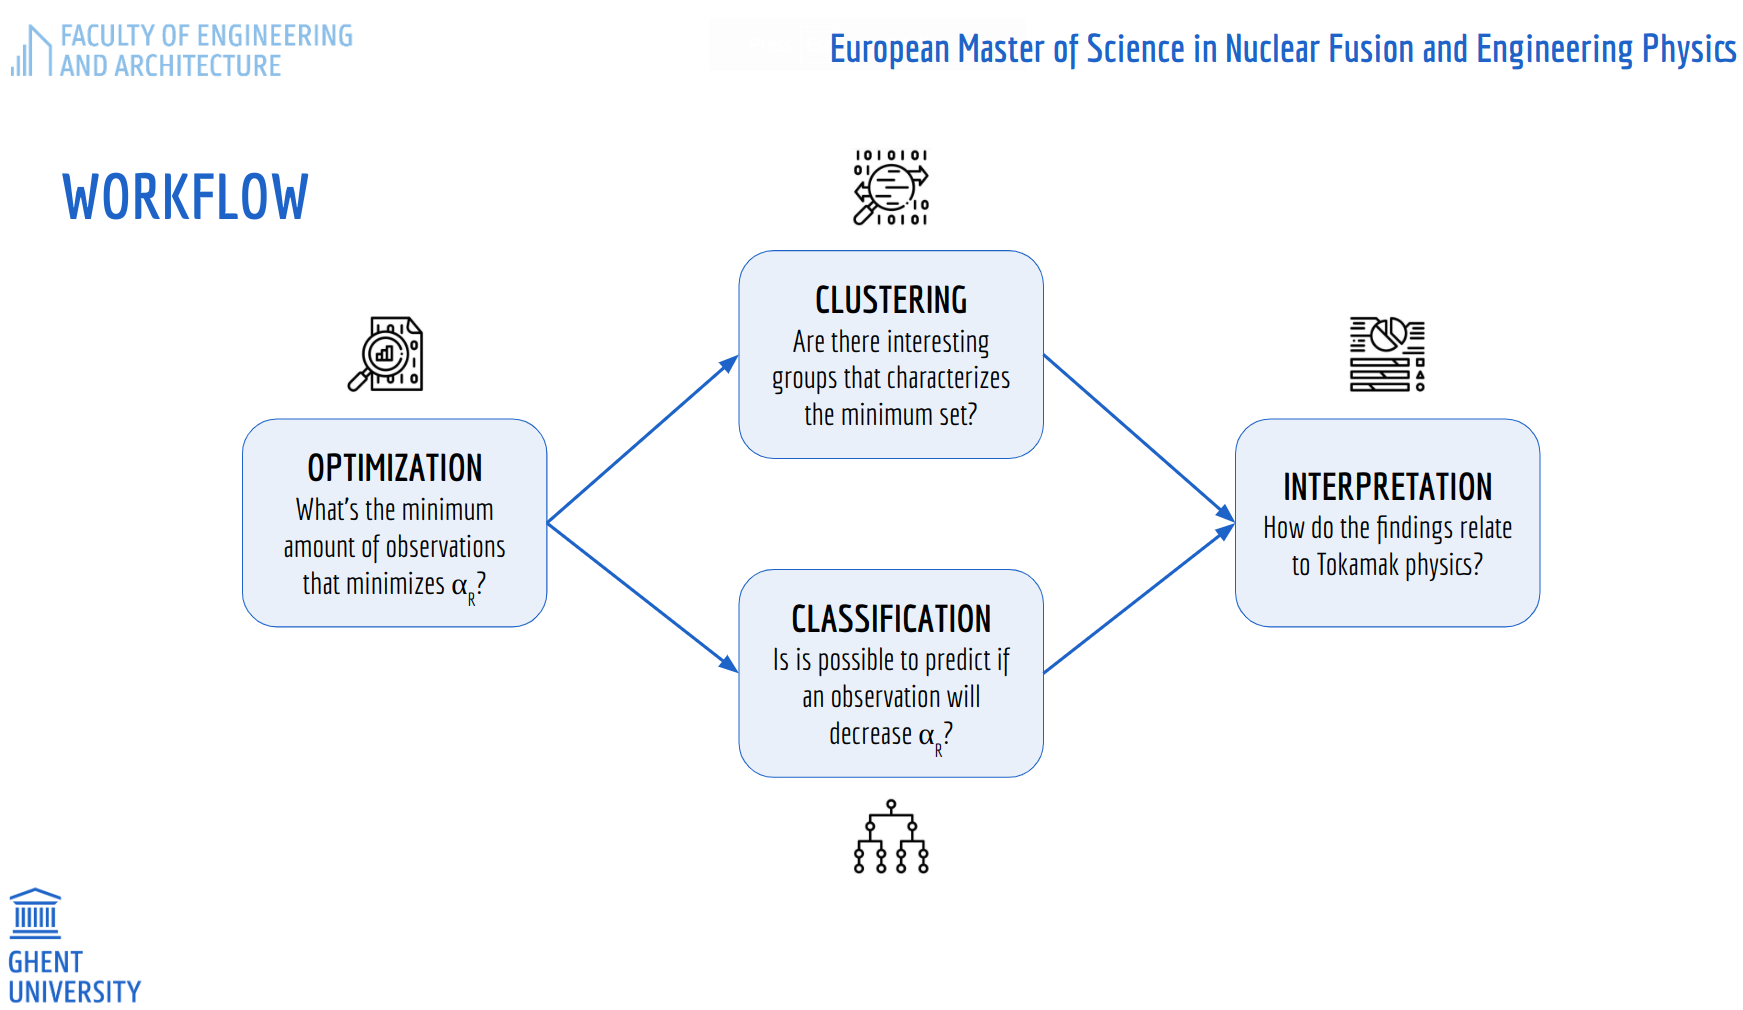 FACULTY OF ENGINEERING
AND ARCHITECTURE
European Master of Science in Nuclear Fusion and Engineering Physics
WORKFLOW
OPTIMIZATION
What's the minimum
amount of observations
that minimizes αR?
CLUSTERING
Are there interesting
groups that characterizes
the minimum set?
CLASSIFICATION
Is is possible to predict if
an observation will
decrease αR?
INTERPRETATION
How do the findings relate
to Tokamak physics?
GHENT
UNIVERSITY